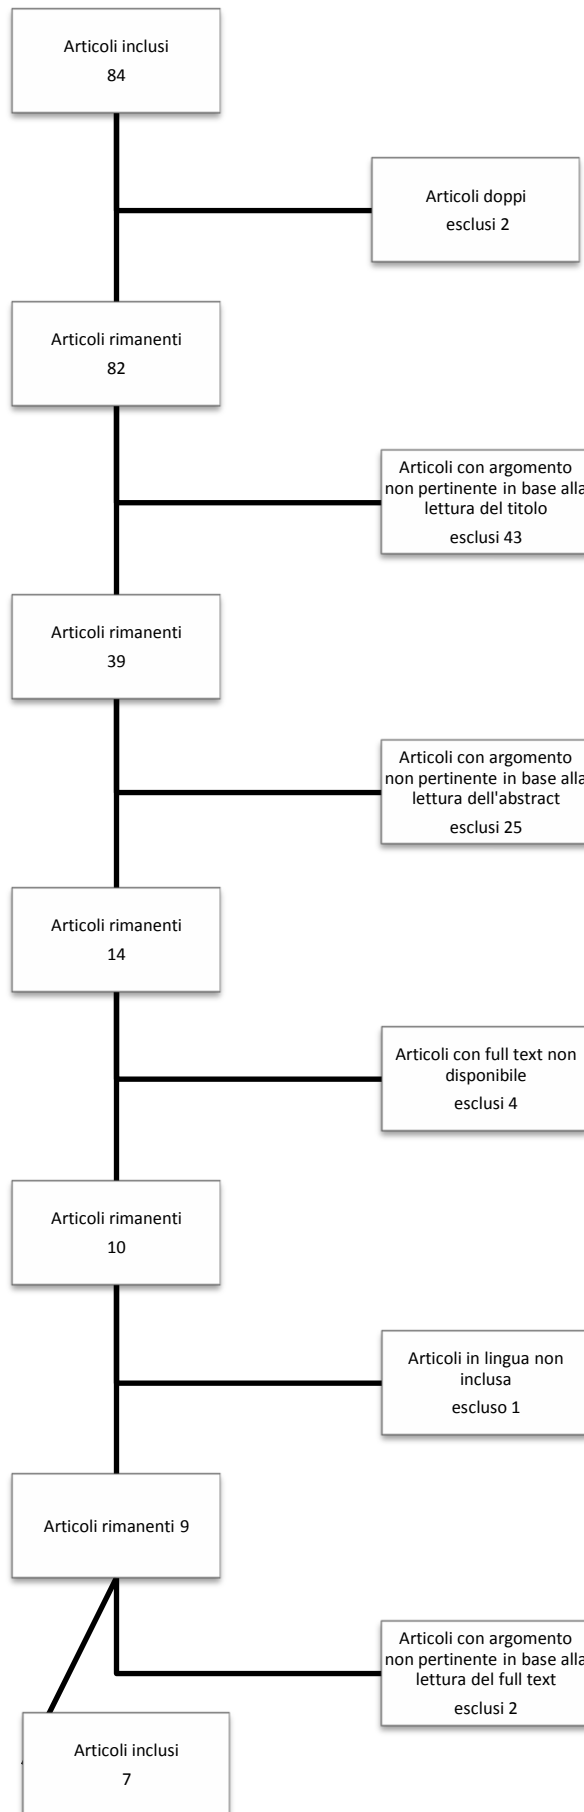 Articoli inclusi
84
Articoli doppi
esclusi 2
Articoli rimanenti
82
Articoli con argomento
non pertinente in base alla
lettura del titolo
esclusi 43
Articoli rimanenti
39
Articoli con argomento
non pertinente in base alla
lettura dell'abstract
esclusi 25
Articoli rimanenti
14
Articoli con full text non
disponibile
esclusi 4
Articoli rimanenti
10
Articoli in lingua non
inclusa
escluso 1
Articoli rimanenti 9
Articoli con argomento
non pertinente in base alla
lettura del full text
esclusi 2
Articoli inclusi
7